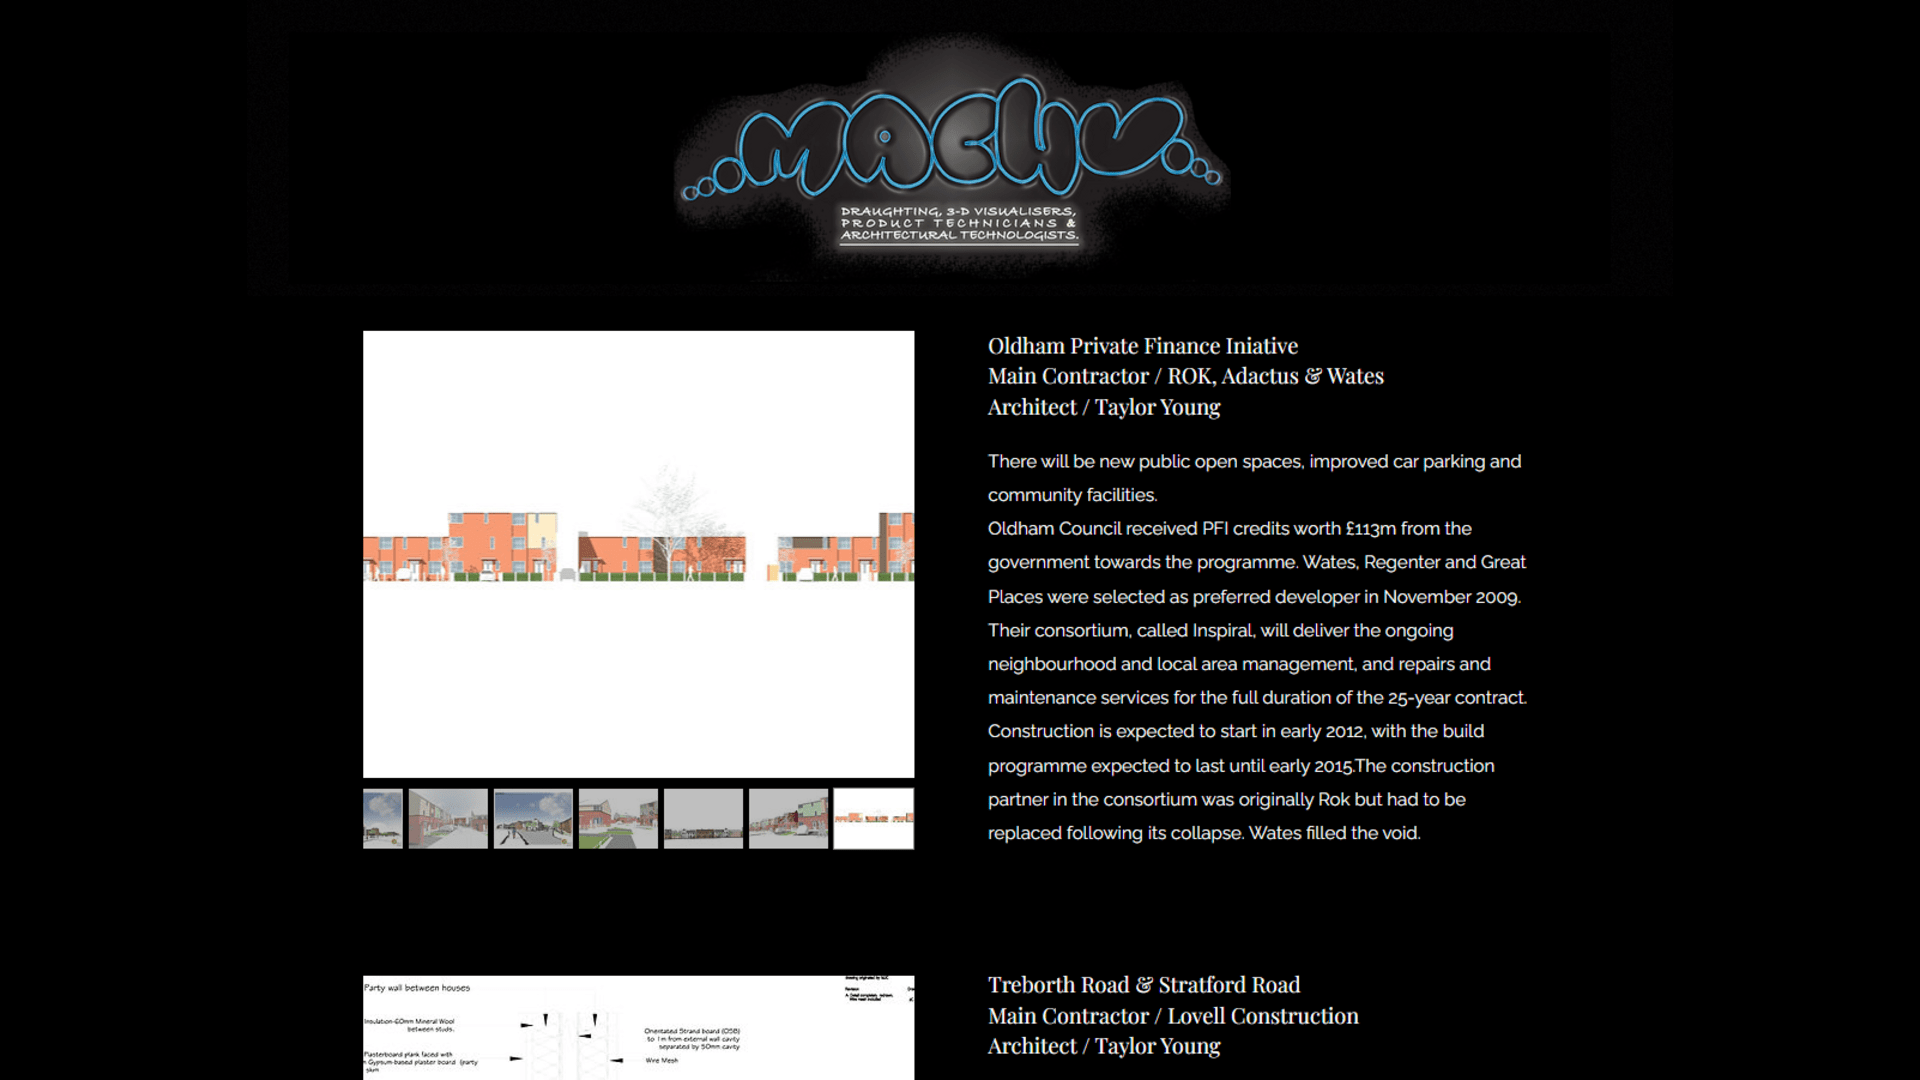 MACHU
DRAUGHTING, 3-D VISUALISERS,
PRODUCT TECHNICIANS &
ARCHITECTURAL TECHNOLOGISTS.
Oldham Private Finance Iniative
Main Contractor / ROK, Adactus & Wates
Architect / Taylor Young
There will be new public open spaces, improved car parking and
community facilities.
Oldham Council received PFI credits worth £113m from the
government towards the programme. Wates, Regenter and Great
Places were selected as preferred developer in November 2009.
Their consortium, called Inspiral, will deliver the ongoing
neighbourhood and local area management, and repairs and
maintenance services for the full duration of the 25-year contract.
Construction is expected to start in early 2012, with the build
programme expected to last until early 2015.The construction
partner in the consortium was originally Rok but had to be
replaced following its collapse. Wates filled the void.
Party wall between houses
Insulation-60mm Mineral Wool
between studs.
Plasterboard plank faced with
Gypsum-based plaster board (party
skim
Orientated Strand board (OSB)
to 1m from external wall cavity
separated by 50mm cavity
Wire Mesh
Treborth Road & Stratford Road
Main Contractor / Lovell Construction
Architect / Taylor Young